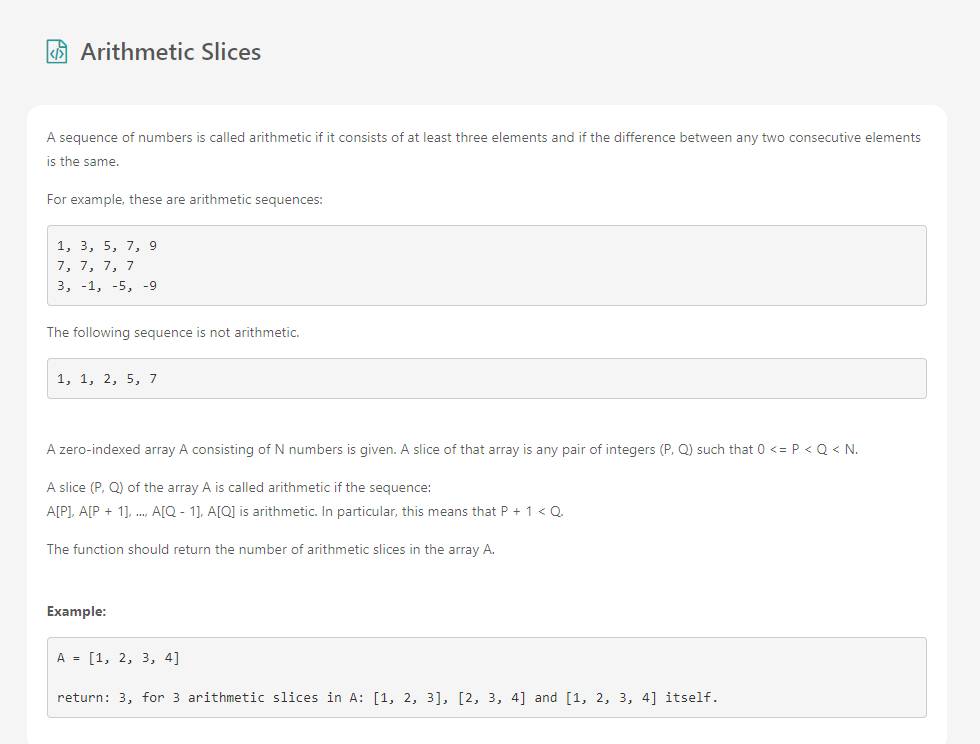 Arithmetic Slices
A sequence of numbers is called arithmetic if it consists of at least three elements and if the difference between any two consecutive elements
is the same.
For example, these are arithmetic sequences:
1, 3, 5, 7, 9
7, 7, 7, 7
3, -1, -5, -9
The following sequence is not arithmetic.
1, 1, 2, 5, 7
A zero-indexed array A consisting of N numbers is given. A slice of that array is any pair of integers (P, Q) such that 0 <= P < Q < N.
A slice (P, Q) of the array A is called arithmetic if the sequence:
A[P], A[P + 1], ..., A[Q - 1], A[Q] is arithmetic. In particular, this means that P + 1 < Q.
The function should return the number of arithmetic slices in the array A.
Example:
A = [1, 2, 3, 4]
return: 3, for 3 arithmetic slices in A: [1, 2, 3], [2, 3, 4] and [1, 2, 3, 4] itself.